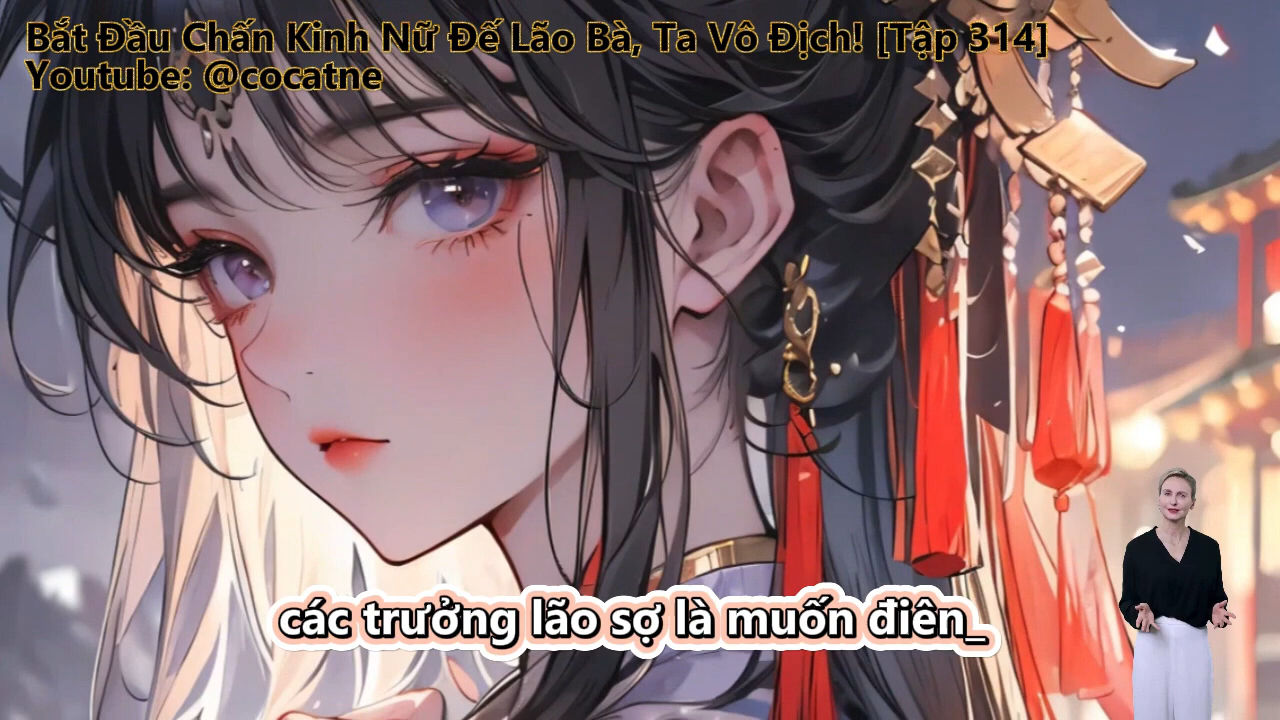 Bắt Đầu Chấn Kinh Nữ Đế Lão Bà, Ta Vô Địch! [Tập 314]
Youtube: @cocatne
các trưởng lão sợ là muốn điên_